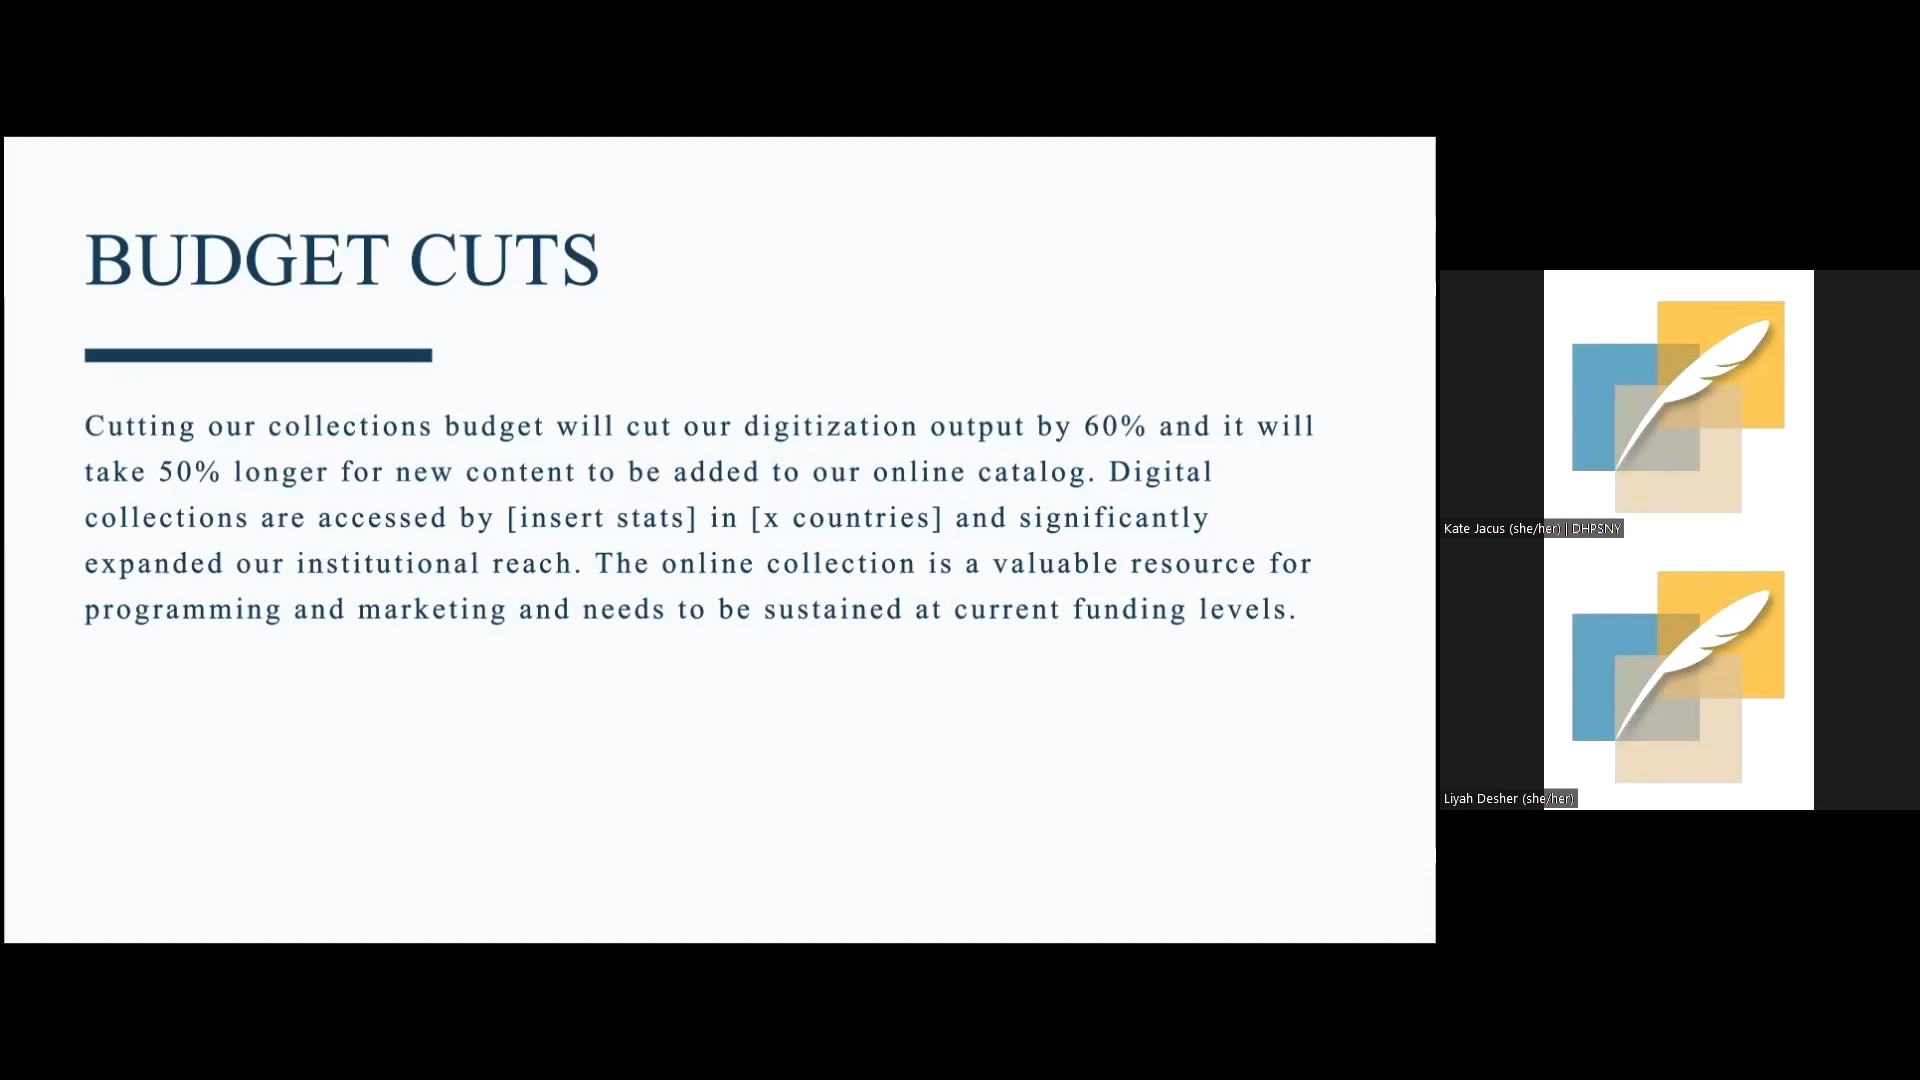 BUDGET CUTS
Cutting our collections budget will cut our digitization output by 60% and it will
take 50% longer for new content to be added to our online catalog. Digital
collections are accessed by [insert stats] in [x countries] and significantly
expanded our institutional reach. The online collection is a valuable resource for
programming and marketing and needs to be sustained at current funding levels.
Kate Jacus (she/her) | DHPSNY
Liyah Desher (she/her)